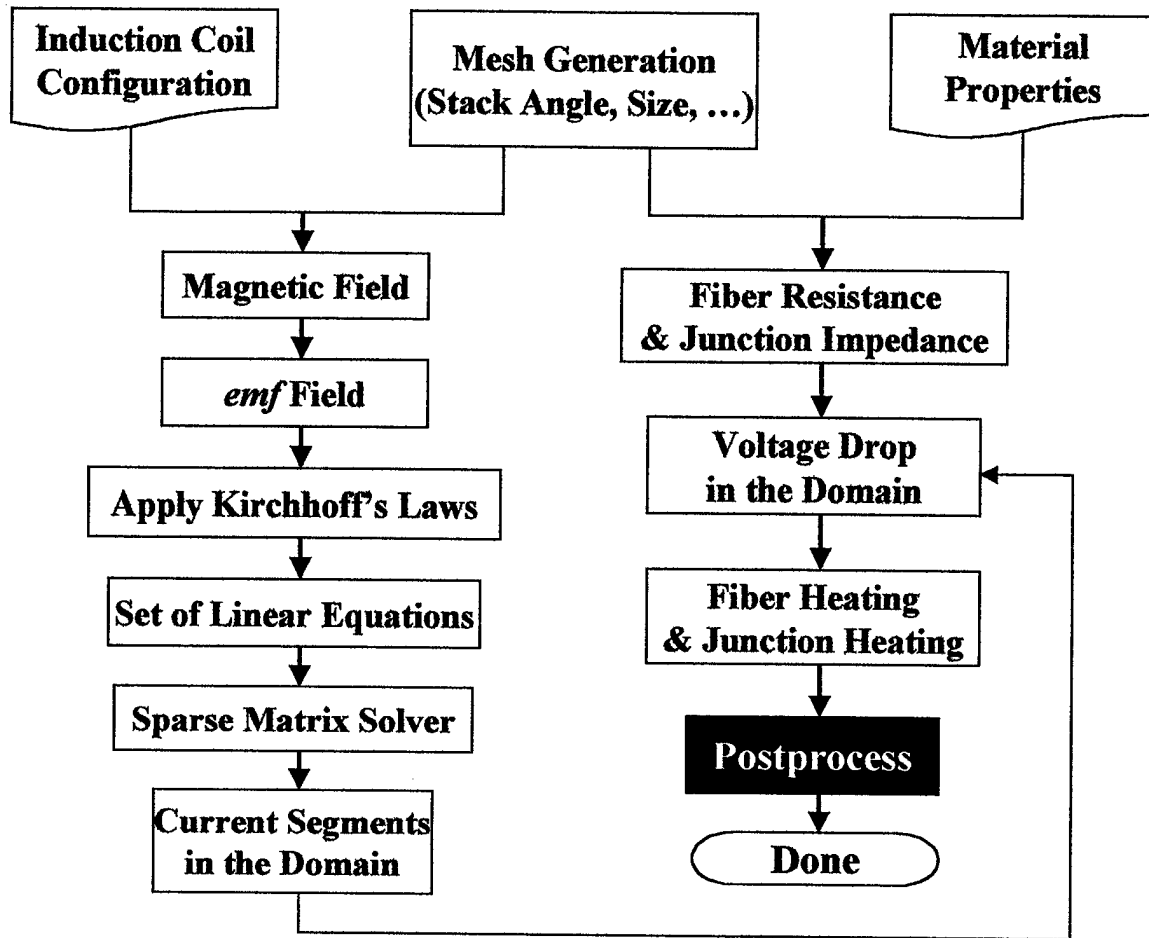 Induction Coil
Configuration
Mesh Generation
(Stack Angle, Size, …)
Material
Properties
Magnetic Field
emf Field
Apply Kirchhoff's Laws
Set of Linear Equations
Sparse Matrix Solver
Current Segments
in the Domain
Fiber Resistance
& Junction Impedance
Voltage Drop
in the Domain
Fiber Heating
& Junction Heating
Postprocess
Done